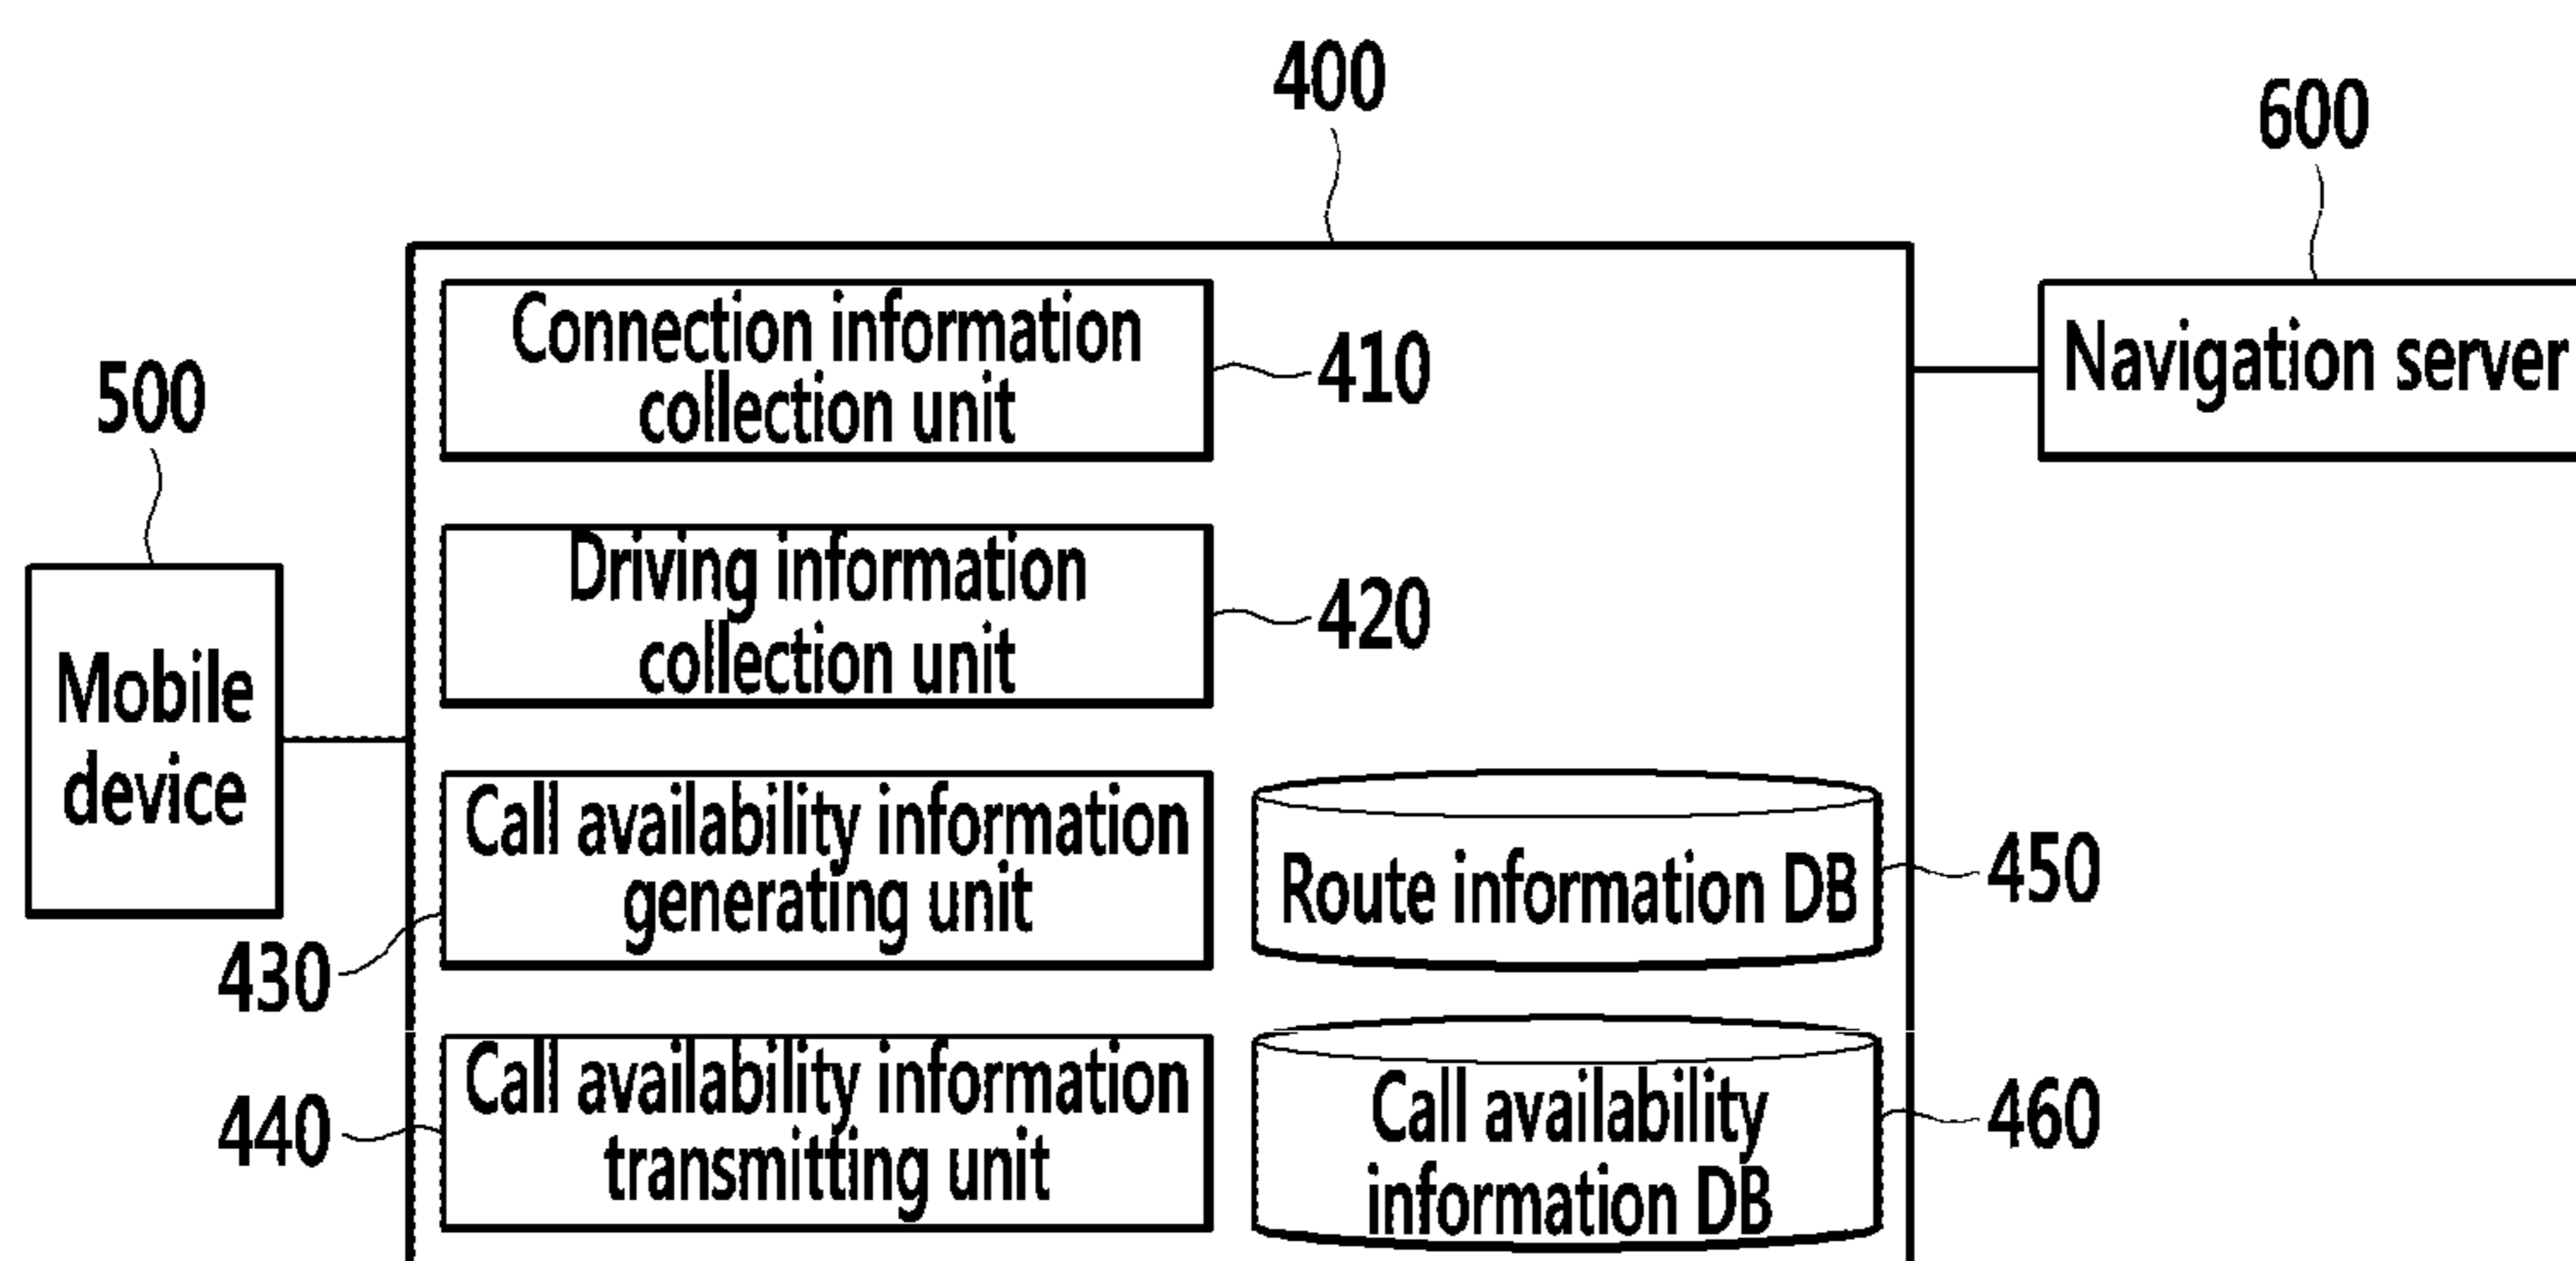 400
600
Connection information
collection unit
410
Navigation server
500
Driving information
collection unit
420
Mobile
device
Call availability information
generating unit
430
Route information DB
450
Call availability information
transmitting unit
440
Call availability
information DB
460